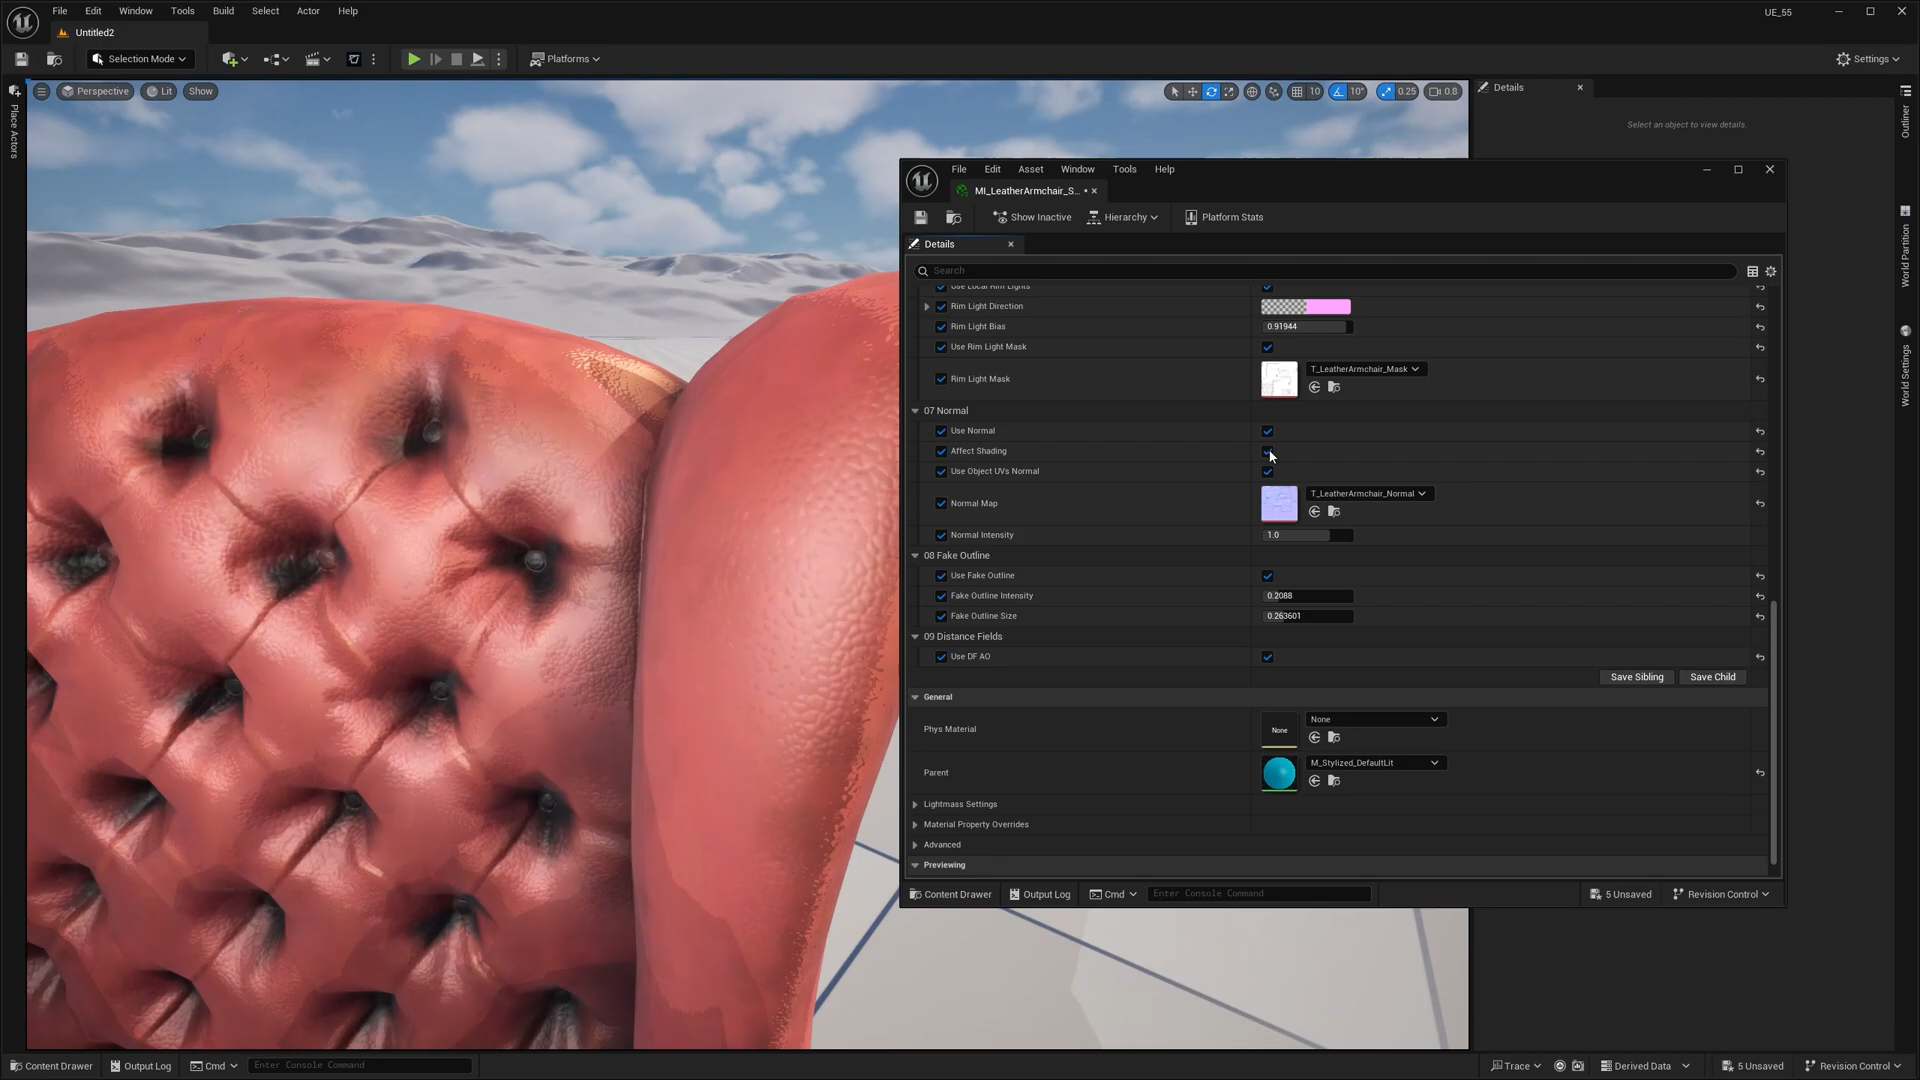 File Edit Window Tools Build Select Actor Help
UE_55
Untitled2
Selection Mode
Platforms
Settings
Place Actors
Perspective Lit Show
10 10° 0.25 0.8
Details
Select an object to view details.
Outliner
World Partition
World Settings
File Edit Asset Window Tools Help
MI_LeatherArmchair_S... •
Show Inactive Hierarchy Platform Stats
Details
Search
Use Local Rim Lights
Rim Light Direction
Rim Light Bias 0.91944
Use Rim Light Mask
Rim Light Mask T_LeatherArmchair_Mask
07 Normal
Use Normal
Affect Shading
Use Object UVs Normal
Normal Map T_LeatherArmchair_Normal
Normal Intensity 1.0
08 Fake Outline
Use Fake Outline
Fake Outline Intensity 0.2088
Fake Outline Size 0.263601
09 Distance Fields
Use DF AO
Save Sibling Save Child
General
Phys Material None None
Parent M_Stylized_DefaultLit
Lightmass Settings
Material Property Overrides
Advanced
Previewing
Content Drawer Output Log Cmd Enter Console Command 5 Unsaved Revision Control
Content Drawer Output Log Cmd Enter Console Command Trace Derived Data 5 Unsaved Revision Control